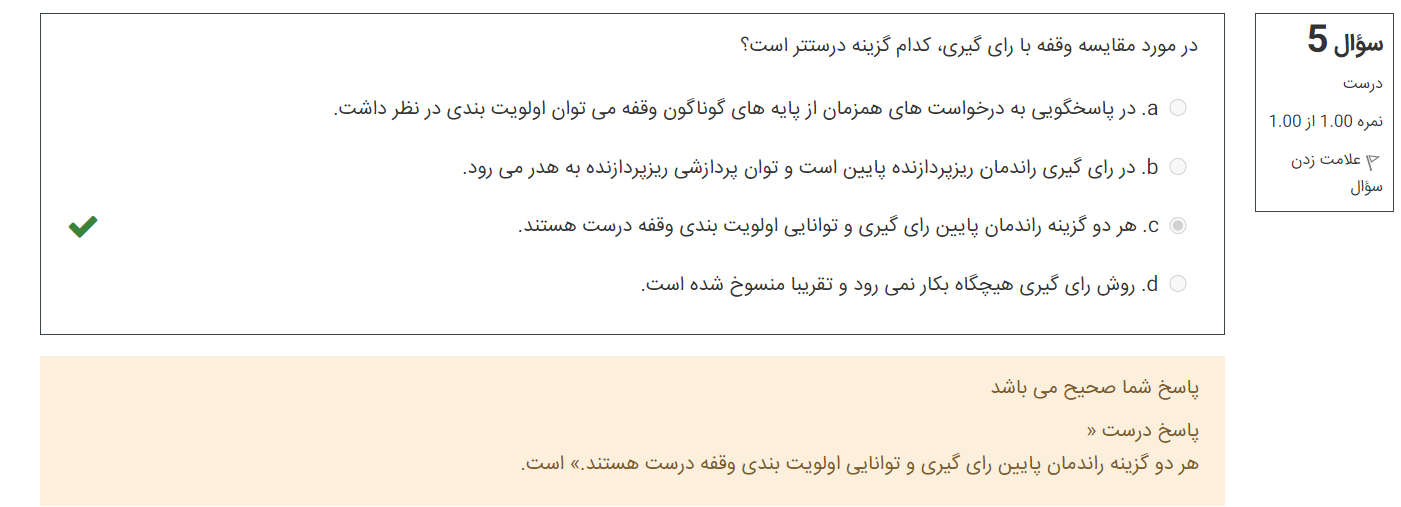 سؤال 5
درست
نمره 1.00 از 1.00
علامت زدن
سؤال
در مورد مقایسه وقفه با رای گیری، کدام گزینه درستتر است؟
a. در پاسخگویی به درخواست های همزمان از پایه های گوناگون وقفه می توان اولویت بندی در نظر داشت.
b. در رای گیری راندمان ریزپردازنده پایین است و توان پردازشی ریزپردازنده به هدر می رود.
c. هر دو گزینه راندمان پایین رای گیری و توانایی اولویت بندی وقفه درست هستند.
d. روش رای گیری هیچگاه بکار نمی رود و تقریبا منسوخ شده است.
پاسخ شما صحیح می باشد
پاسخ درست «
هر دو گزینه راندمان پایین رای گیری و توانایی اولویت بندی وقفه درست هستند.» است.